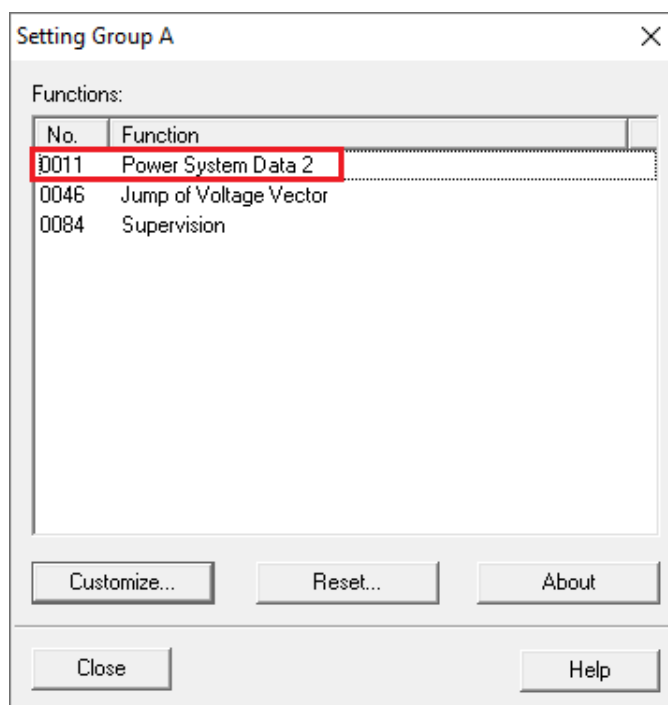 Setting Group A
Functions:
No. Function
0011 Power System Data 2
0046 Jump of Voltage Vector
0084 Supervision
Customize... Reset... About
Close Help